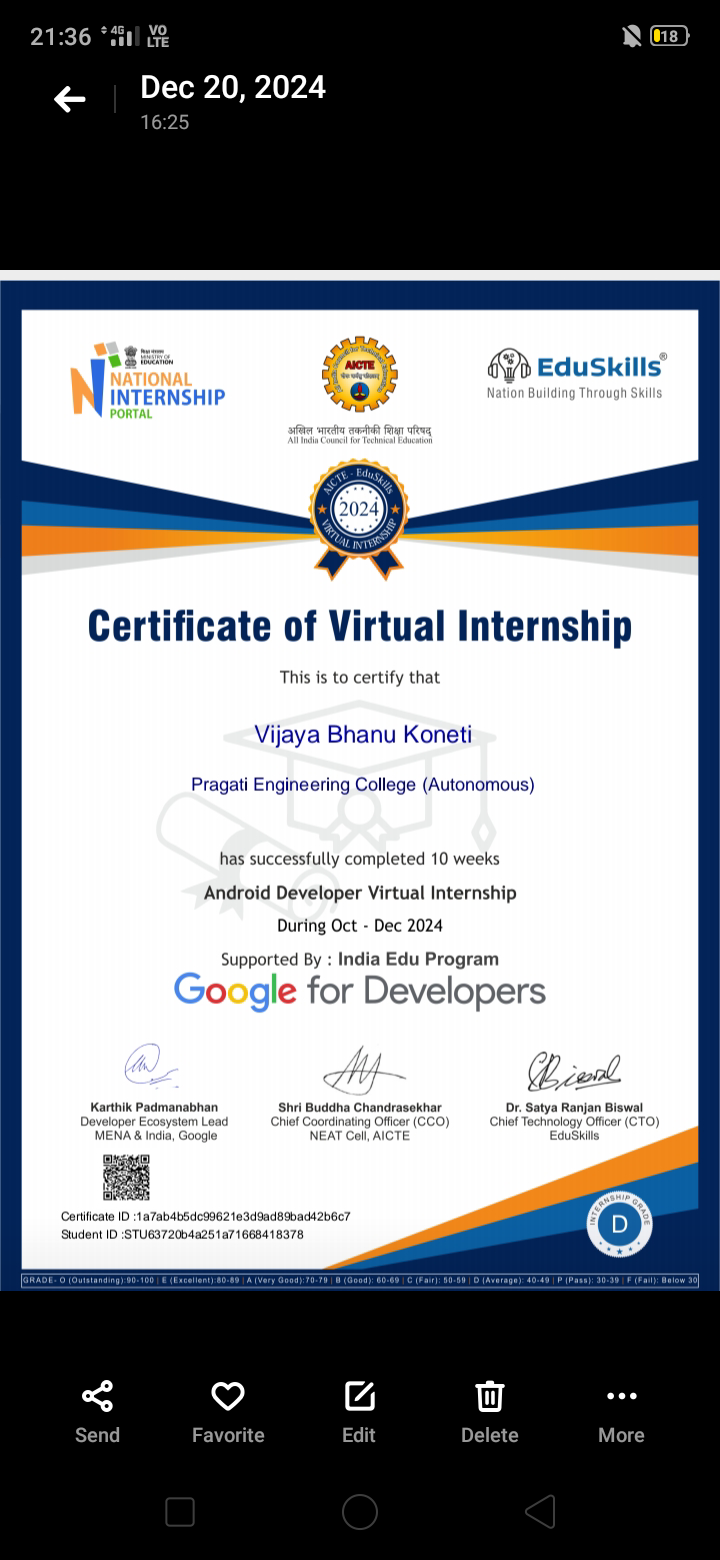 21:36 4G VO LTE 18
Dec 20, 2024
16:25
शिक्षा मंत्रालय
MINISTRY OF
EDUCATION
NATIONAL
INTERNSHIP
PORTAL
AICTE
अखिल भारतीय तकनीकी शिक्षा परिषद्
All India Council for Technical Education
EduSkills®
Nation Building Through Skills
AICTE - EduSkills
2024
VIRTUAL INTERNSHIP
Certificate of Virtual Internship
This is to certify that
Vijaya Bhanu Koneti
Pragati Engineering College (Autonomous)
has successfully completed 10 weeks
Android Developer Virtual Internship
During Oct - Dec 2024
Supported By : India Edu Program
Google for Developers
Karthik Padmanabhan
Developer Ecosystem Lead
MENA & India, Google
Shri Buddha Chandrasekhar
Chief Coordinating Officer (CCO)
NEAT Cell, AICTE
Dr. Satya Ranjan Biswal
Chief Technology Officer (CTO)
EduSkills
Certificate ID :1a7ab4b5dc99621e3d9ad89bad42b6c7
Student ID :STU63720b4a251a71668418378
INTERNSHIP GRADE
D
GRADE- O (Outstanding):90-100 | E (Excellent):80-89 | A (Very Good):70-79 | B (Good): 60-69 | C (Fair): 50-59 | D (Average): 40-49 | P (Pass): 30-39 | F (Fail): Below 30
Send
Favorite
Edit
Delete
More